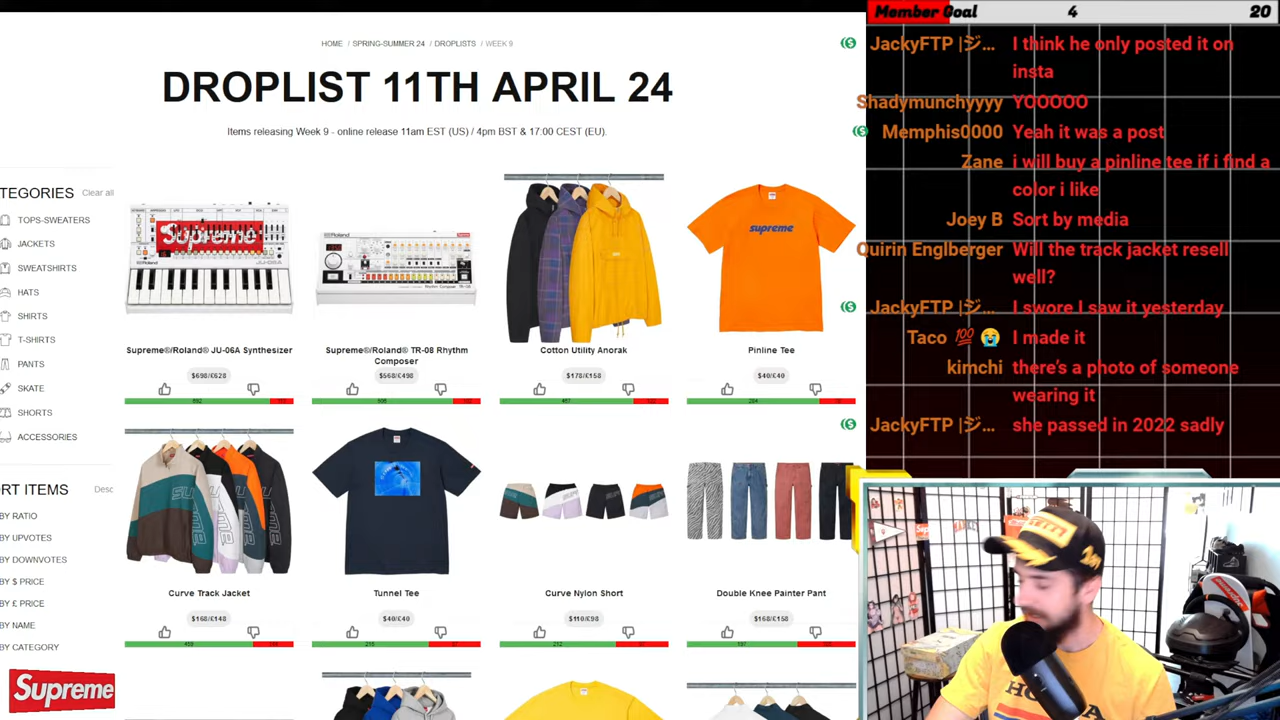 Member Goal 4 20
HOME / SPRING-SUMMER 24 / DROPLISTS / WEEK 9
DROPLIST 11TH APRIL 24
Items releasing Week 9 - online release 11am EST (US) / 4pm BST & 17.00 CEST (EU).
TEGORIES Clear all
TOPS-SWEATERS
JACKETS
SWEATSHIRTS
HATS
SHIRTS
T-SHIRTS
PANTS
SKATE
SHORTS
ACCESSORIES
RT ITEMS Desc
BY RATIO
BY UPVOTES
BY DOWNVOTES
BY $ PRICE
BY £ PRICE
BY NAME
BY CATEGORY
Supreme
Supreme
Roland
supreme
Supreme®/Roland® JU-06A Synthesizer
$698/£628
Supreme®/Roland® TR-08 Rhythm
Composer
$568/£498
Cotton Utility Anorak
$178/£158
Pinline Tee
$40/£40
Curve Track Jacket
$168/£148
Tunnel Tee
$40/£40
Curve Nylon Short
$110/£98
Double Knee Painter Pant
$168/£158
JackyFTP |ジ... I think he only posted it on
insta
Shadymunchyyyy YOOOOO
Memphis0000 Yeah it was a post
Zane i will buy a pinline tee if i find a
color i like
Joey B Sort by media
Quirin Englberger Will the track jacket resell
well?
JackyFTP |ジ... I swore I saw it yesterday
Taco 💯 😭 I made it
kimchi there's a photo of someone
wearing it
JackyFTP |ジ... she passed in 2022 sadly